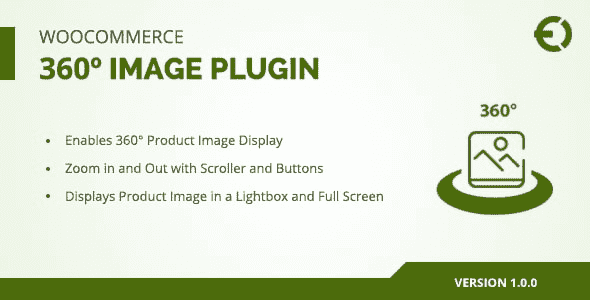 WOOCOMMERCE
360° IMAGE PLUGIN
• Enables 360° Product Image Display
• Zoom in and Out with Scroller and Buttons
• Displays Product Image in a Lightbox and Full Screen
360°
VERSION 1.0.0